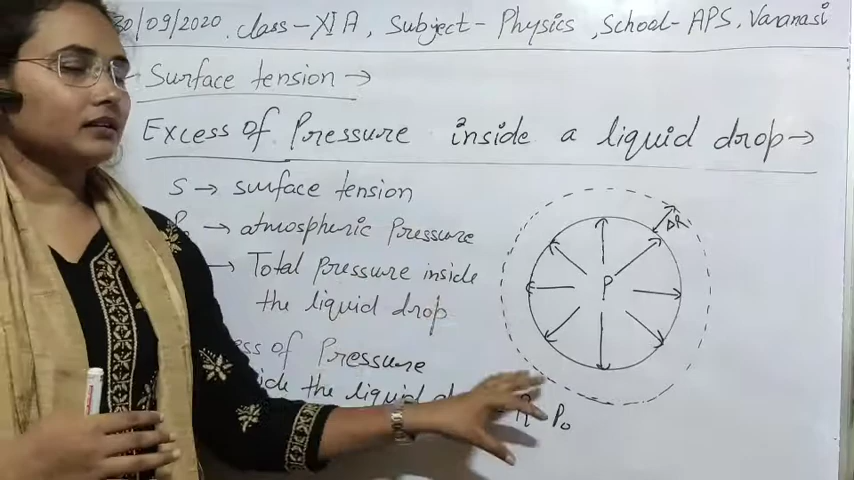 30/09/2020, Class-XI A, Subject- Physics, School- APS, Varanasi
Surface tension →
Excess of Pressure inside a liquid drop →
S → surface tension
P₀ → atmospheric Pressure
→ Total Pressure inside
the liquid drop
of Pressure
the liquid
ΔR
P
P₀